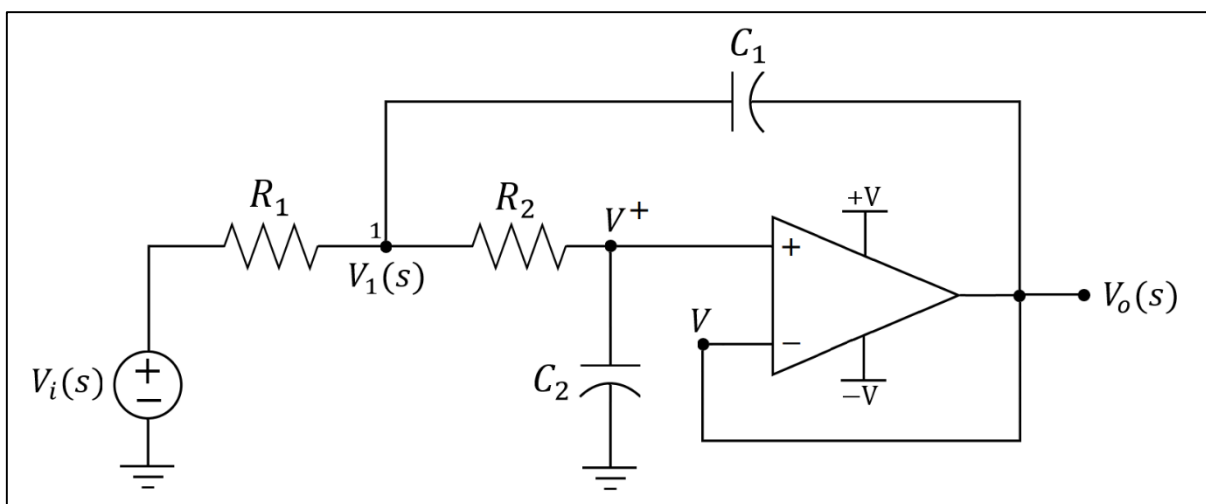 C₁
R₁
R₂
V⁺
+V
1
V₁(s)
+
Vₒ(s)
V
−
Vᵢ(s)
+
−
C₂
−V